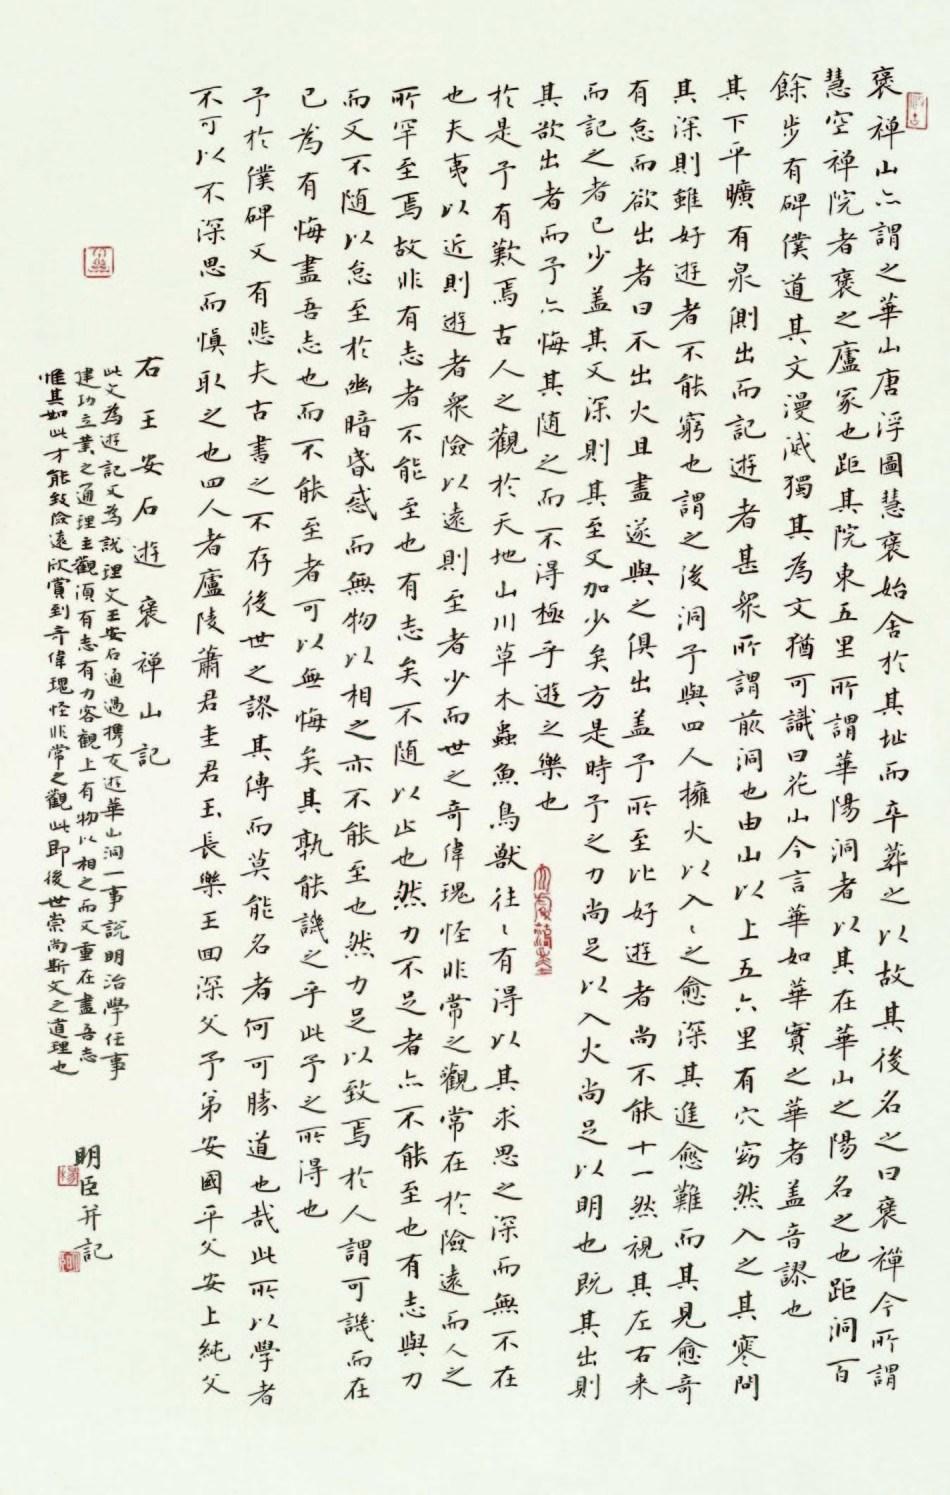 褒禪山亦謂之華山唐浮圖慧褒始舍於其址而卒葬之以故其後名之曰褒禪今所謂
慧空禪院者褒之廬冢也距其院東五里所謂華陽洞者以其在華山之陽名之也距洞百
餘步有碑僕道其文漫滅獨其為文猶可識曰花山今言華如華實之華者蓋音謬也
其下平曠有泉側出而記遊者甚衆所謂前洞也由山以上五六里有穴窈然入之甚寒問
其深則雖好遊者不能窮也謂之後洞予與四人擁火以入入之愈深其進愈難而其見愈奇
有怠而欲出者曰不出火且盡遂與之俱出盖予所至比好遊者尚不能十一然視其左右来
而記之者已少盖其又深則其至又加少矣方是時予之力尚足以入火尚足以明也既其出則
其欲出者而予亦悔其随之而不得極乎遊之樂也
於是予有歎焉古人之觀於天地山川草木蟲魚鳥獸往往有得以其求思之深而無不在
也夫夷以近則遊者衆險以遠則至者少而世之奇偉瑰怪非常之觀常在於險遠而人之
所罕至焉故非有志者不能至也有志矣不随以止也然力不足者亦不能至也有志與力
而又不随以怠至於幽暗昏惑而無物以相之亦不能至也然力足以致焉於人謂可譏而在
已為有悔盡吾志也而不能至者可以無悔矣其孰能譏之乎此予之所得也
予於僕碑又有悲夫古書之不存後世之謬其傳而莫能名者何可勝道也哉此所以學者
不可以不深思而慎取之也四人者廬陵蕭君圭君玉長樂王回深父予弟安國平父安上純父
右王安石遊褒禪山記
此文為遊記又為說理文王安石通過攜友遊華山洞一事說明治學任事
建功立業之通理主觀須有志有力客觀上有物以相之而又重在盡吾志
惟其如此才能致險遠欣賞到奇偉瑰怪非常之觀此即後世崇尚斯文之道理也
明臣并記